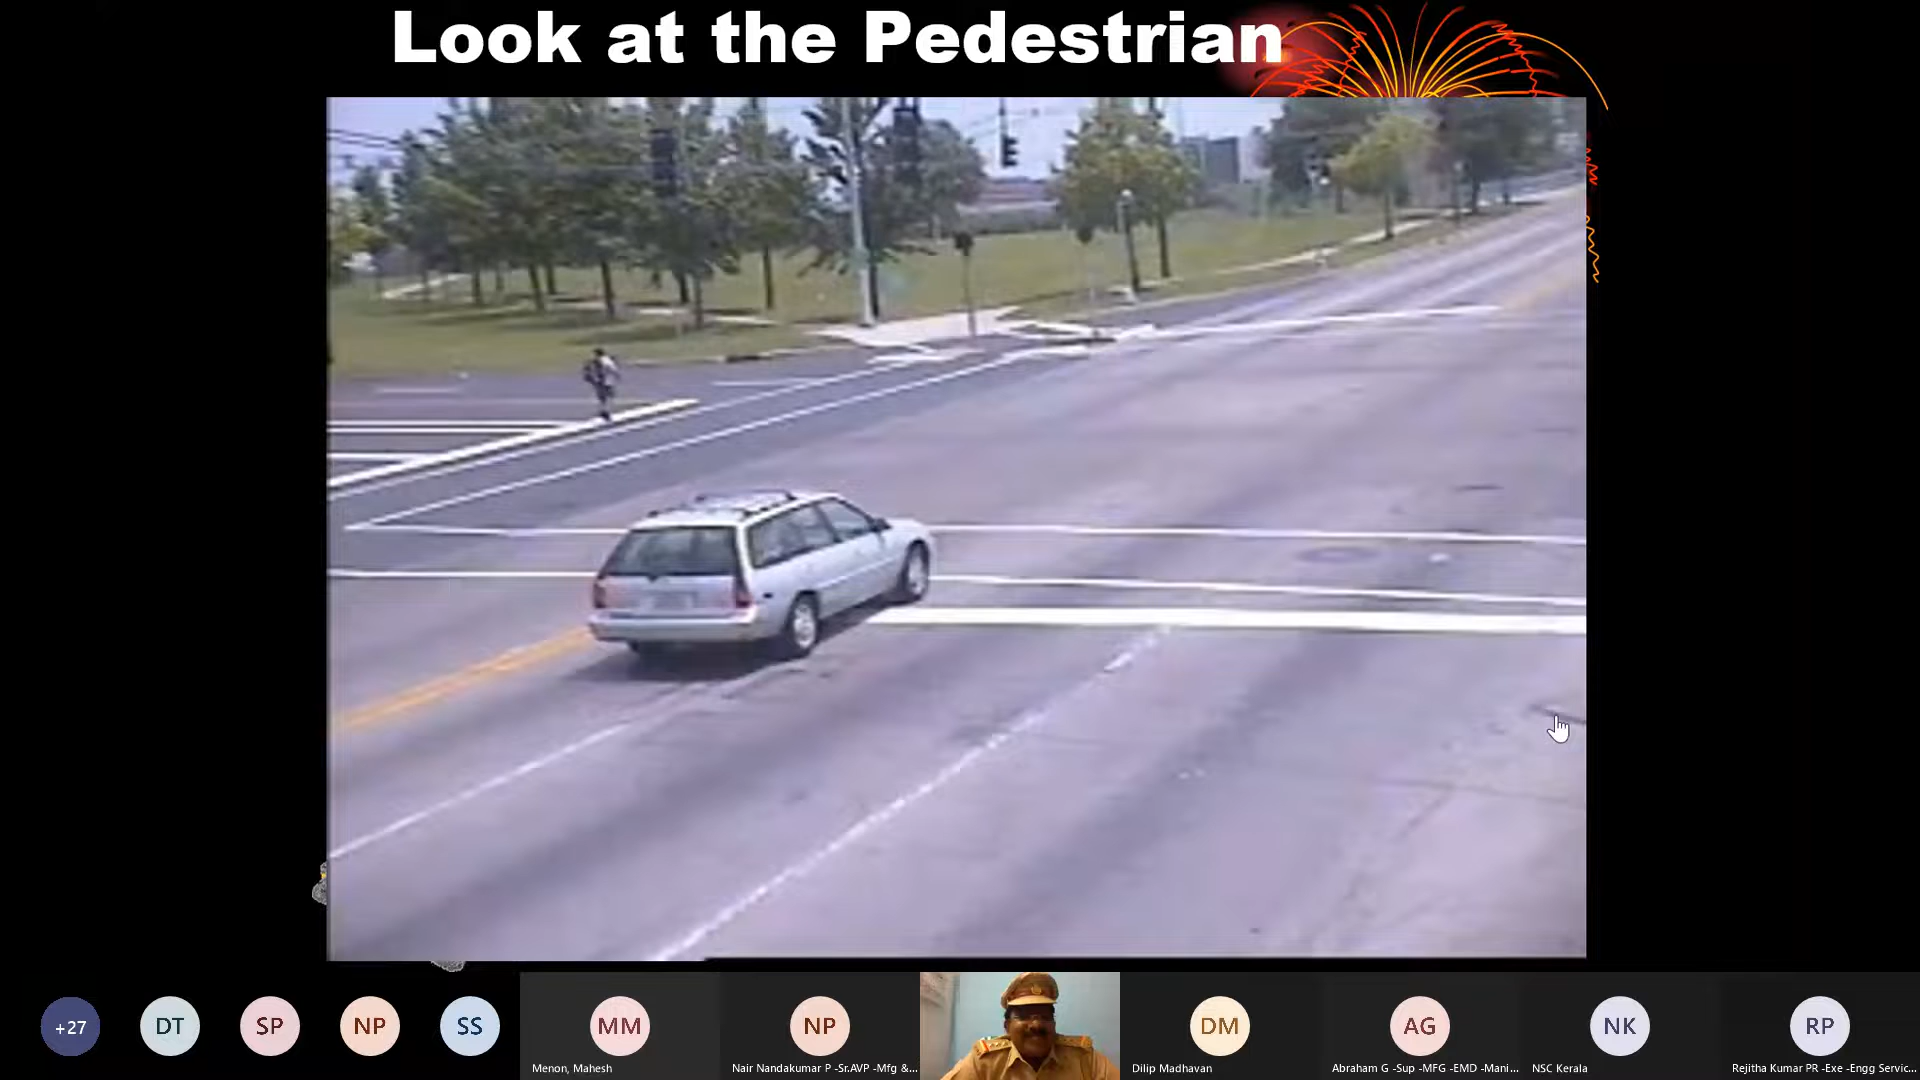 Look at the Pedestrian
+27
DT
SP
NP
SS
MM
NP
DM
AG
NK
RP
Menon, Mahesh
Nair Nandakumar P -Sr.AVP -Mfg &...
Dilip Madhavan
Abraham G -Sup -MFG -EMD -Mani...
NSC Kerala
Rejitha Kumar PR -Exe -Engg Servic...